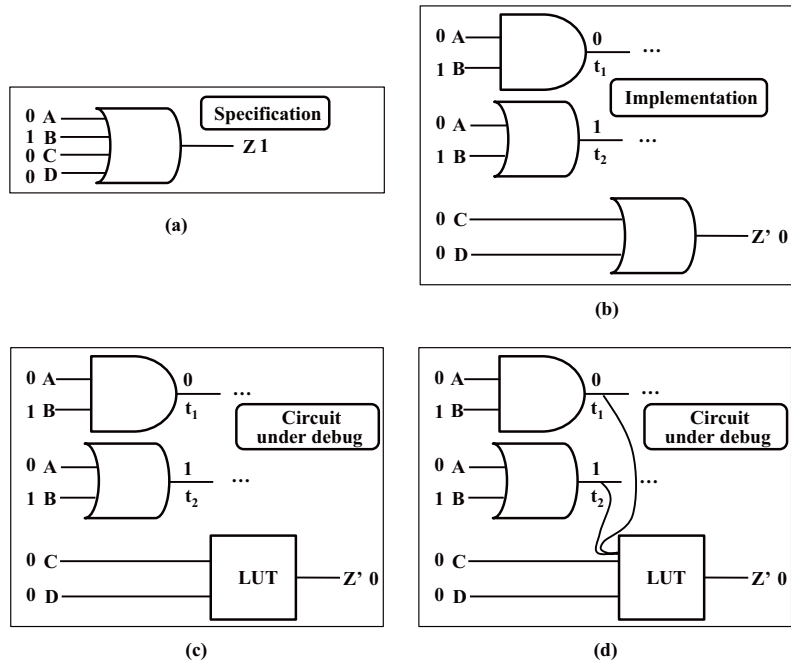 0 A
1 B
0 C
0 D
Specification
Z 1
(a)
0 A
1 B
0
t1
...
Implementation
0 A
1 B
1
t2
...
0 C
0 D
Z’ 0
(b)
0 A
1 B
0
t1
...
Circuit
under debug
0 A
1 B
1
t2
...
0 C
0 D
LUT
Z’ 0
(c)
0 A
1 B
0
t1
...
Circuit
under debug
0 A
1 B
1
t2
...
0 C
0 D
LUT
Z’ 0
(d)